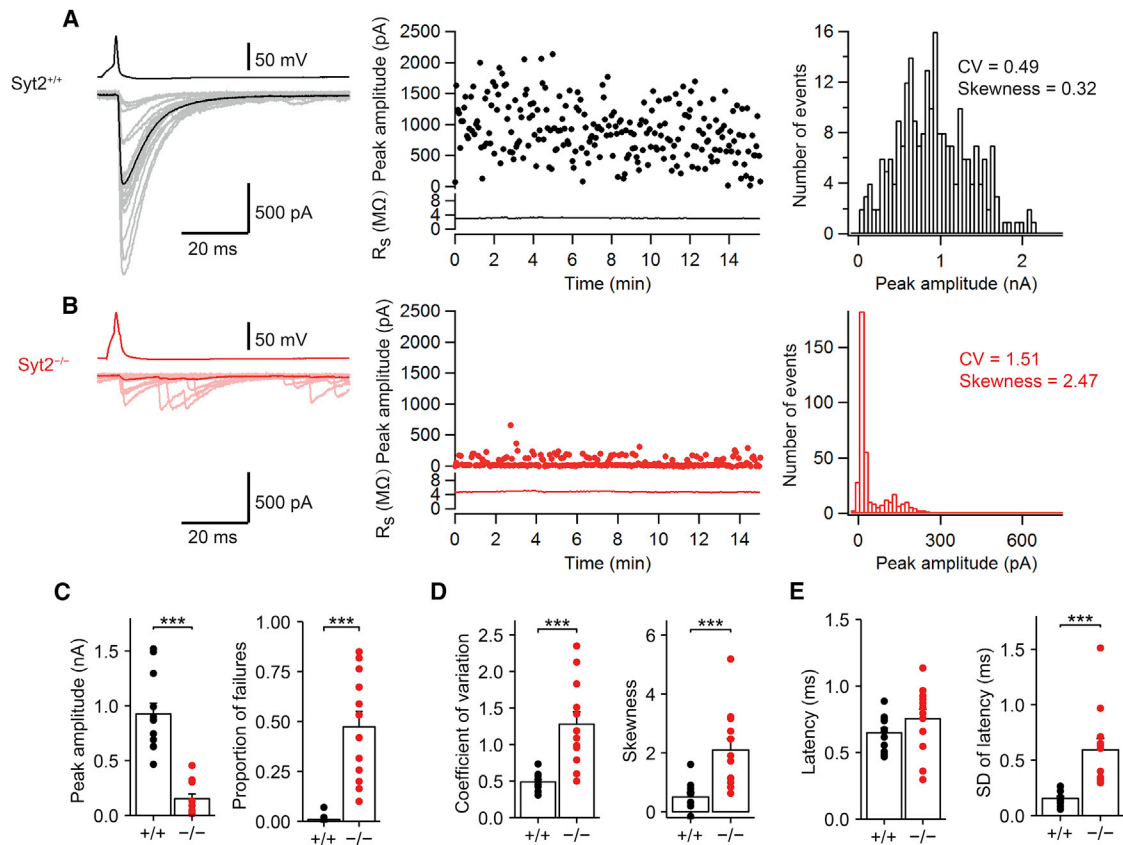 A
Syt2+/+
50 mV
500 pA
20 ms
Peak amplitude (pA)
2500
2000
1500
1000
500
0
RS (MΩ)
8
4
0
0 2 4 6 8 10 12 14
Time (min)
Number of events
16
12
8
4
0
CV = 0.49
Skewness = 0.32
0 1 2
Peak amplitude (nA)
B
Syt2−/−
50 mV
500 pA
20 ms
Peak amplitude (pA)
2500
2000
1500
1000
500
0
RS (MΩ)
8
4
0
0 2 4 6 8 10 12 14
Time (min)
Number of events
150
100
50
0
CV = 1.51
Skewness = 2.47
0 300 600
Peak amplitude (pA)
C
Peak amplitude (nA)
1.5
1.0
0.5
0.0
***
+/+ −/−
Proportion of failures
1.00
0.75
0.50
0.25
0.00
***
+/+ −/−
D
Coefficient of variation
2.5
2.0
1.5
1.0
0.5
0.0
***
+/+ −/−
Skewness
6
4
2
0
***
+/+ −/−
E
Latency (ms)
1.5
1.0
0.5
0.0
+/+ −/−
SD of latency (ms)
1.5
1.0
0.5
0.0
***
+/+ −/−